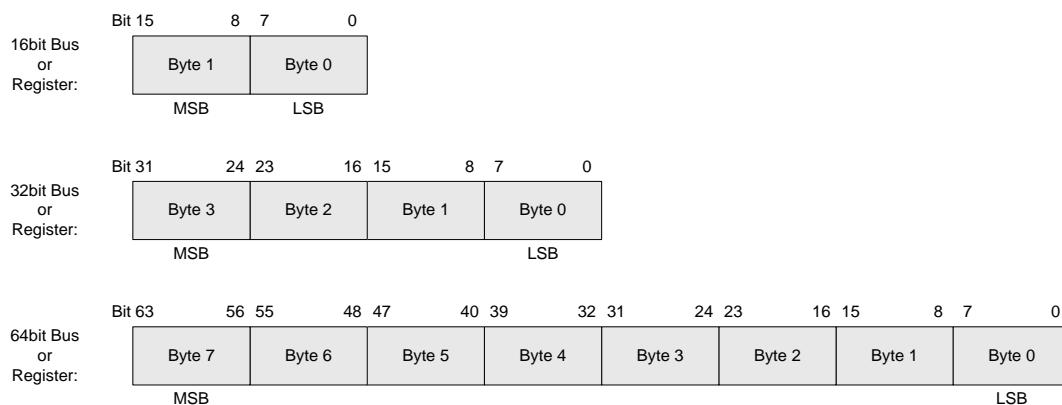 Bit 15 8 7 0
16bit Bus
or
Register:
Byte 1 Byte 0
MSB LSB
Bit 31 24 23 16 15 8 7 0
32bit Bus
or
Register:
Byte 3 Byte 2 Byte 1 Byte 0
MSB LSB
Bit 63 56 55 48 47 40 39 32 31 24 23 16 15 8 7 0
64bit Bus
or
Register:
Byte 7 Byte 6 Byte 5 Byte 4 Byte 3 Byte 2 Byte 1 Byte 0
MSB LSB